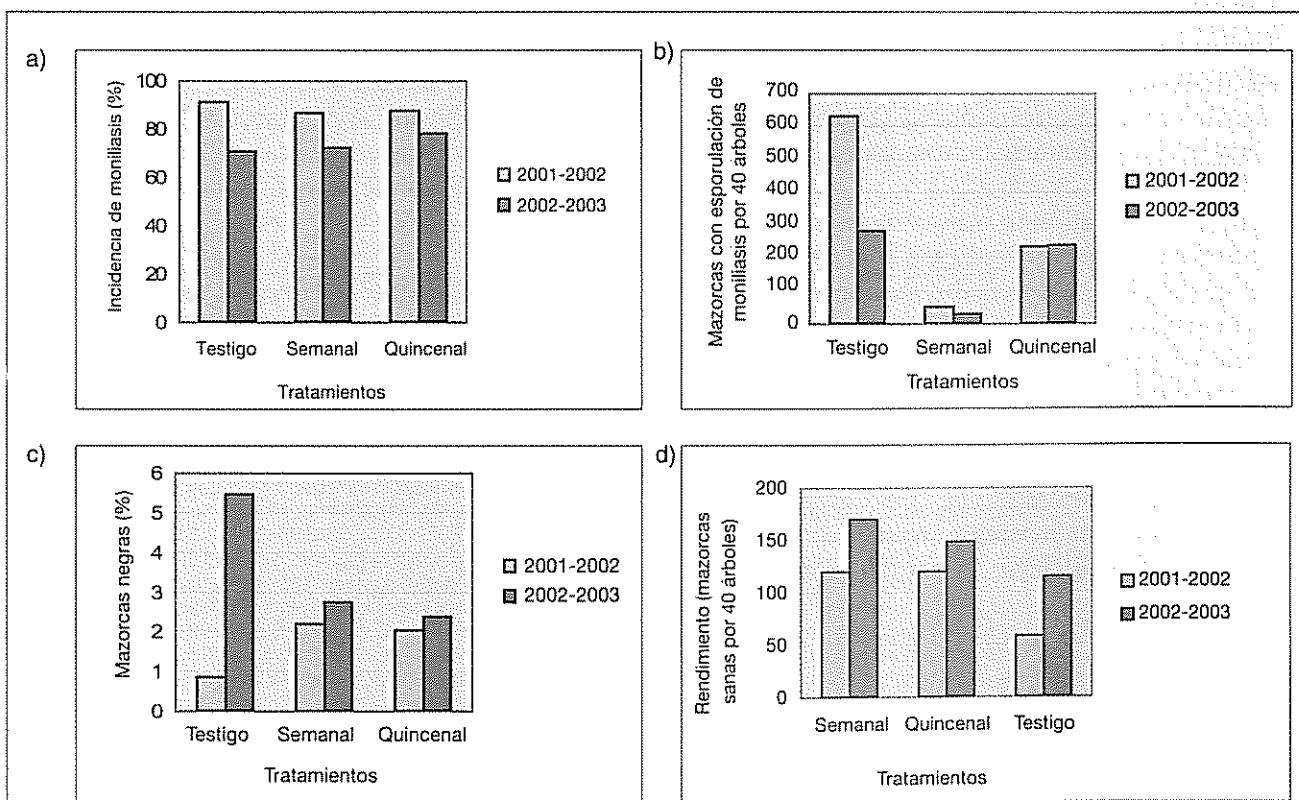 a)
Incidencia de moniliasis (%)
100
80
60
40
20
0
Testigo Semanal Quincenal
Tratamientos
2001-2002
2002-2003
b)
Mazorcas con esporulación de
moniliasis por 40 árboles
700
600
500
400
300
200
100
0
Testigo Semanal Quincenal
Tratamientos
2001-2002
2002-2003
c)
Mazorcas negras (%)
6
5
4
3
2
1
0
Testigo Semanal Quincenal
Tratamientos
2001-2002
2002-2003
d)
Rendimiento (mazorcas
sanas por 40 árboles)
200
150
100
50
0
Semanal Quincenal Testigo
Tratamientos
2001-2002
2002-2003